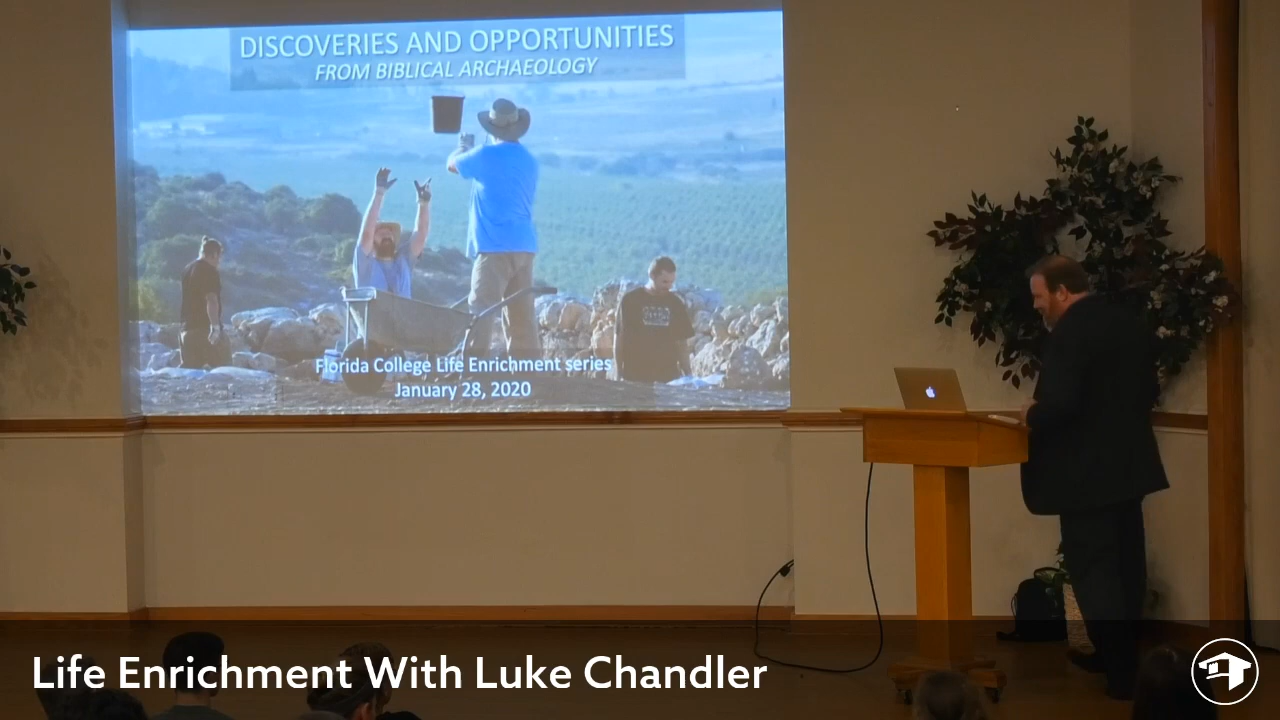 DISCOVERIES AND OPPORTUNITIES
FROM BIBLICAL ARCHAEOLOGY
Florida College Life Enrichment series
January 28, 2020
Life Enrichment With Luke Chandler